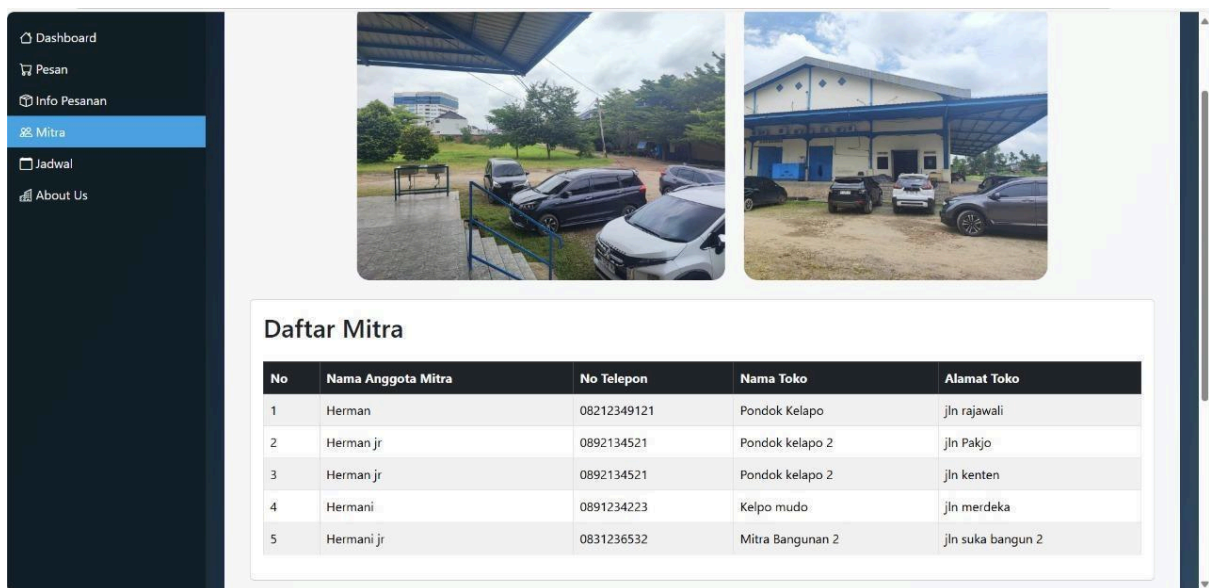 Dashboard
Pesan
Info Pesanan
Mitra
Jadwal
About Us
Daftar Mitra
No Nama Anggota Mitra No Telepon Nama Toko Alamat Toko
1 Herman 08212349121 Pondok Kelapo jln rajawali
2 Herman jr 0892134521 Pondok kelapo 2 jln Pakjo
3 Herman jr 0892134521 Pondok kelapo 2 jln kenten
4 Hermani 0891234223 Kelpo mudo jln merdeka
5 Hermani jr 0831236532 Mitra Bangunan 2 jln suka bangun 2